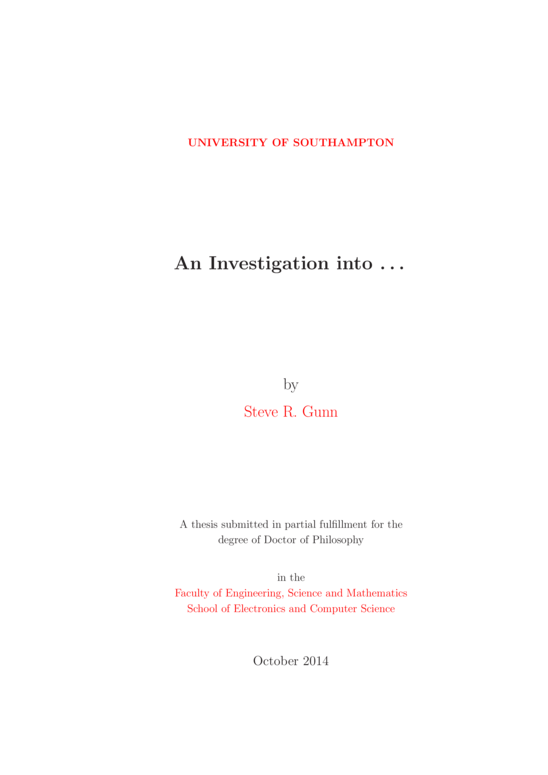 UNIVERSITY OF SOUTHAMPTON
An Investigation into . . .
by
Steve R. Gunn
A thesis submitted in partial fulfillment for the
degree of Doctor of Philosophy
in the
Faculty of Engineering, Science and Mathematics
School of Electronics and Computer Science
October 2014